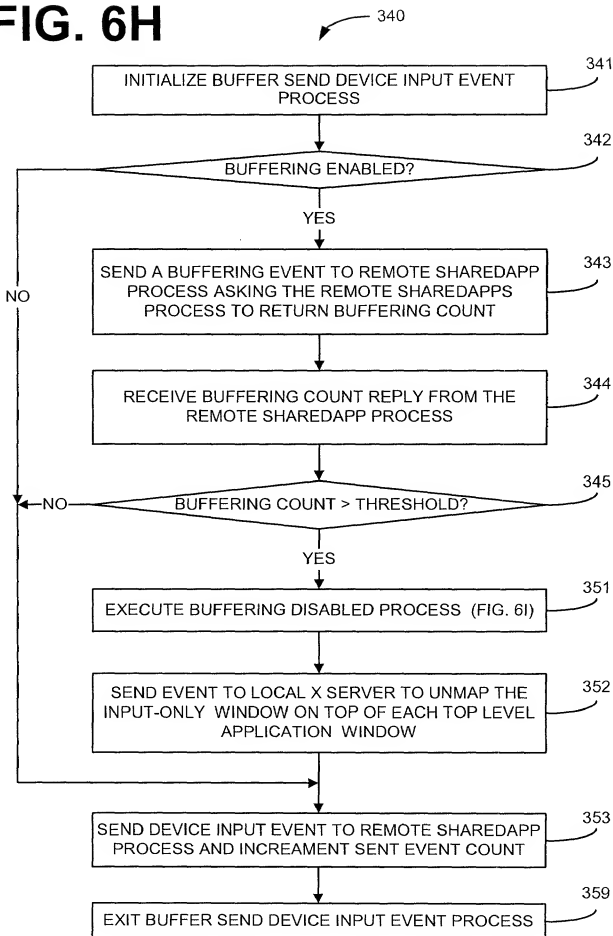 FIG. 6H
340
INITIALIZE BUFFER SEND DEVICE INPUT EVENT
PROCESS
341
BUFFERING ENABLED?
342
YES
NO
SEND A BUFFERING EVENT TO REMOTE SHAREDAPP
PROCESS ASKING THE REMOTE SHAREDAPPS
PROCESS TO RETURN BUFFERING COUNT
343
RECEIVE BUFFERING COUNT REPLY FROM THE
REMOTE SHAREDAPP PROCESS
344
BUFFERING COUNT > THRESHOLD?
345
NO
YES
EXECUTE BUFFERING DISABLED PROCESS (FIG. 6I)
351
SEND EVENT TO LOCAL X SERVER TO UNMAP THE
INPUT-ONLY WINDOW ON TOP OF EACH TOP LEVEL
APPLICATION WINDOW
352
SEND DEVICE INPUT EVENT TO REMOTE SHAREDAPP
PROCESS AND INCREAMENT SENT EVENT COUNT
353
EXIT BUFFER SEND DEVICE INPUT EVENT PROCESS
359